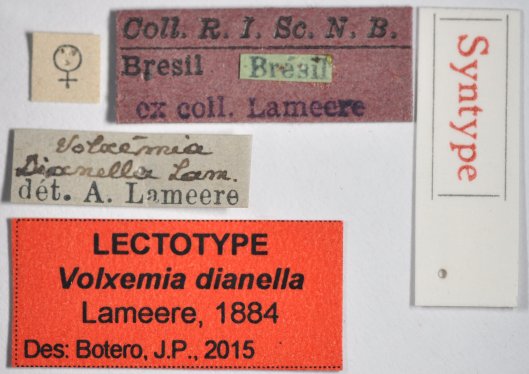 ♀
Coll. R. I. Sc. N. B.
Bresil Brésil
ex coll. Lameere
Syntype
Volxemia
Dianella Lam.
dét. A. Lameere
LECTOTYPE
Volxemia dianella
Lameere, 1884
Des: Botero, J.P., 2015